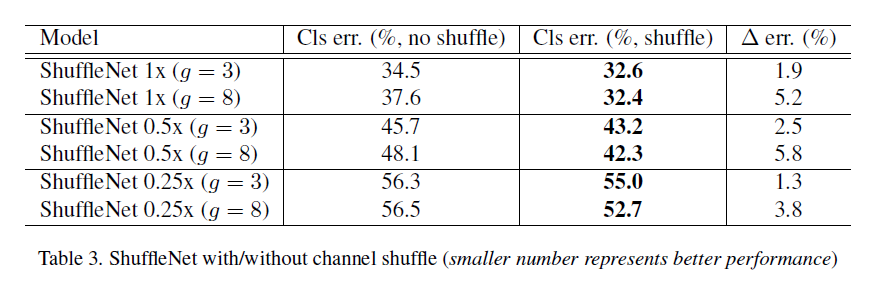 Model Cls err. (%, no shuffle) Cls err. (%, shuffle) Δ err. (%)
ShuffleNet 1x (g = 3) 34.5 32.6 1.9
ShuffleNet 1x (g = 8) 37.6 32.4 5.2
ShuffleNet 0.5x (g = 3) 45.7 43.2 2.5
ShuffleNet 0.5x (g = 8) 48.1 42.3 5.8
ShuffleNet 0.25x (g = 3) 56.3 55.0 1.3
ShuffleNet 0.25x (g = 8) 56.5 52.7 3.8
Table 3. ShuffleNet with/without channel shuffle (smaller number represents better performance)